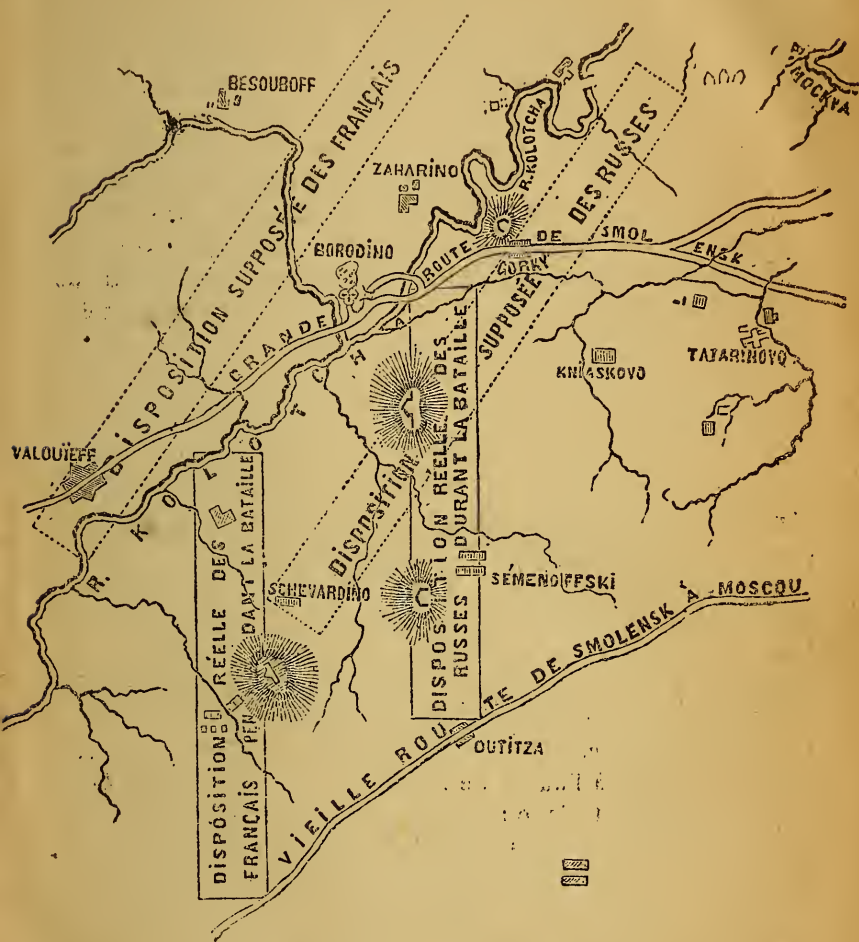 BESOUBOFF
MOCKVA
DISPOSITION SUPPOSÉE DES FRANÇAIS
ZAHARINO
R. KOLOTCHA
DISPOSITION SUPPOSÉE DES RUSSES
BORODINO
GRANDE ROUTE DE SMOLENSK
GORKY
TATARINOVO
KNIASKOVO
VALOUÏEFF
R. KOLOTCHA
DISPOSITION RÉELLE DES
FRANÇAIS PENDANT LA BATAILLE
SCHEVARDINO
DISPOSITION REELLE DES
RUSSES DURANT LA BATAILLE
SÉMENOIFFSKI
VIEILLE ROUTE DE SMOLENSK À MOSCOU
OUTITZA